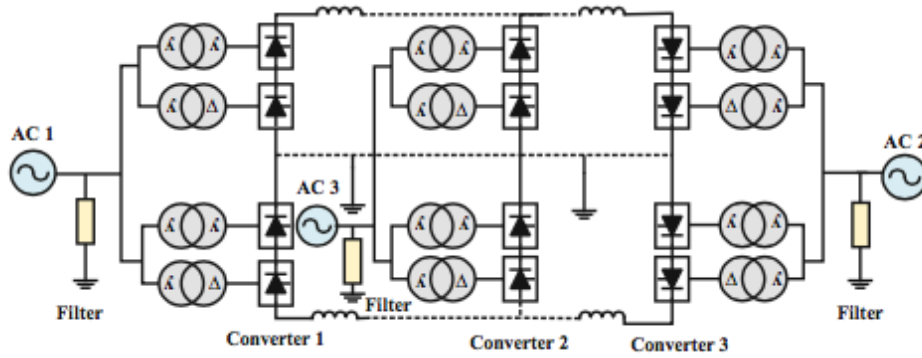 AC 1
AC 3
AC 2
Filter
Filter
Filter
Converter 1
Converter 2
Converter 3